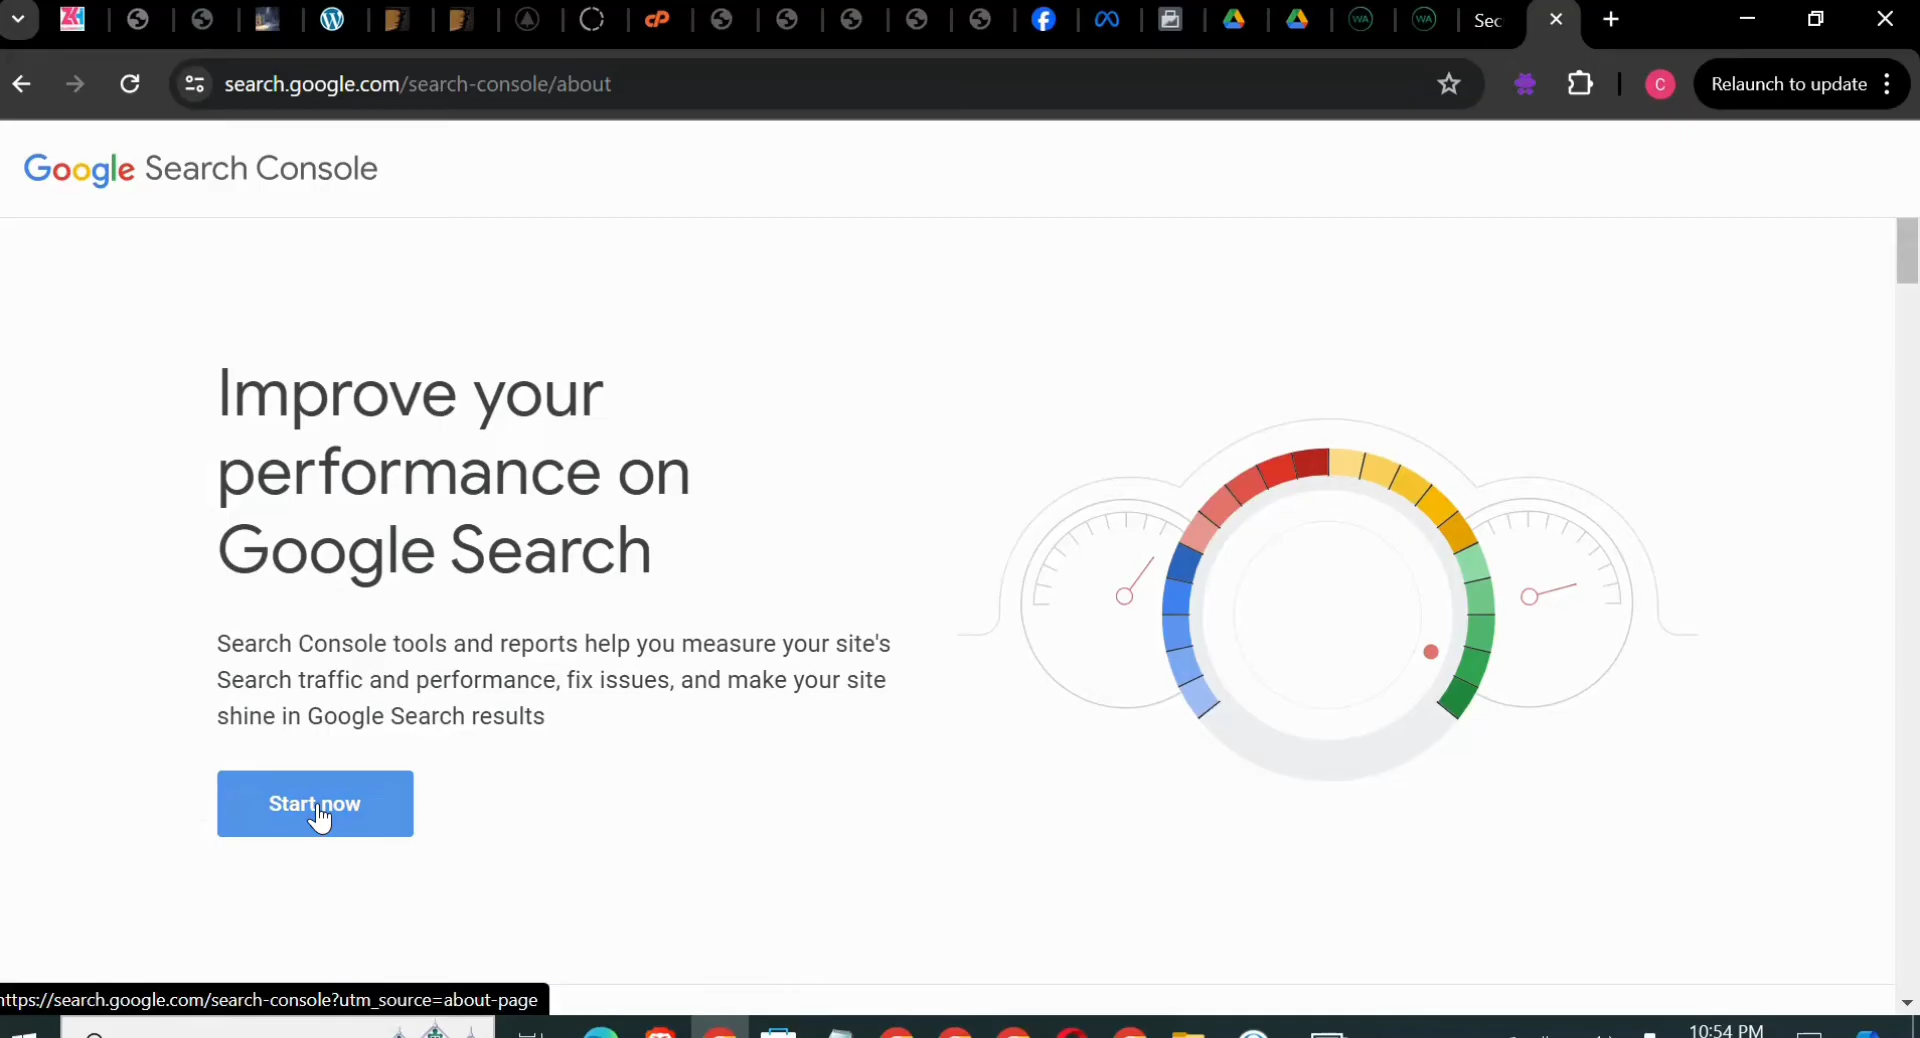 WA
WA
Sec
search.google.com/search-console/about
C
Relaunch to update
Google Search Console
Improve your
performance on
Google Search
Search Console tools and reports help you measure your site's
Search traffic and performance, fix issues, and make your site
shine in Google Search results
Start now
https://search.google.com/search-console?utm_source=about-page
10:54 PM